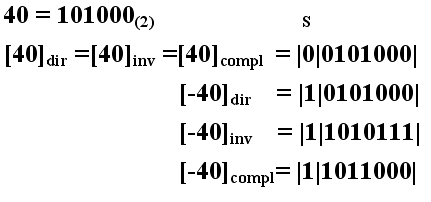 40 = 101000(2) S
[40]dir =[40]inv =[40]compl = |0|0101000|
[-40]dir = |1|0101000|
[-40]inv = |1|1010111|
[-40]compl= |1|1011000|